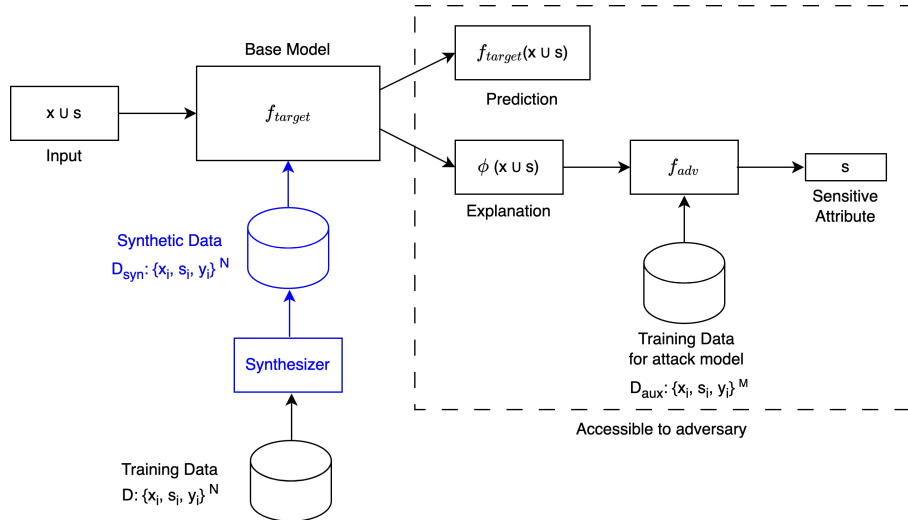 Base Model
x ∪ s
Input
f_target
f_target(x ∪ s)
Prediction
ϕ (x ∪ s)
Explanation
f_adv
s
Sensitive
Attribute
Synthetic Data
D_syn: {x_i, s_i, y_i}^N
Synthesizer
Training Data
D: {x_i, s_i, y_i}^N
Training Data
for attack model
D_aux: {x_i, s_i, y_i}^M
Accessible to adversary